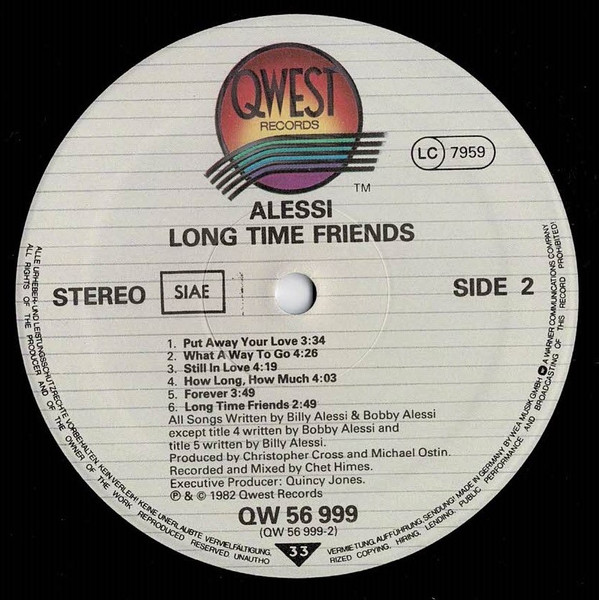 QWEST
RECORDS
LC 7959
TM
ALESSI
LONG TIME FRIENDS
STEREO
SIAE
SIDE 2
1. Put Away Your Love 3:34
2. What A Way To Go 4:26
3. Still In Love 4:19
4. How Long, How Much 4:03
5. Forever 3:49
6. Long Time Friends 2:49
All Songs Written by Billy Alessi & Bobby Alessi
except title 4 written by Bobby Alessi and
title 5 written by Billy Alessi.
Produced by Christopher Cross and Michael Ostin.
Recorded and Mixed by Chet Himes.
Executive Producer: Quincy Jones.
℗ & © 1982 Qwest Records
QW 56 999
(QW 56 999-2)
33
ALLE URHEBER- UND LEISTUNGSSCHUTZRECHTE VORBEHALTEN. KEIN VERLEIH! KEINE UNERLAUBTE VERVIELFÄLTIGUNG, VERMIETUNG, AUFFÜHRUNG, SENDUNG! MADE IN GERMANY BY WEA MUSIK GMBH A WARNER COMMUNICATIONS COMPANY
ALL RIGHTS OF THE PRODUCER AND OF THE OWNER OF THE WORK REPRODUCED RESERVED. UNAUTHORIZED COPYING, HIRING, LENDING, PUBLIC PERFORMANCE AND BROADCASTING OF THIS RECORD PROHIBITED!